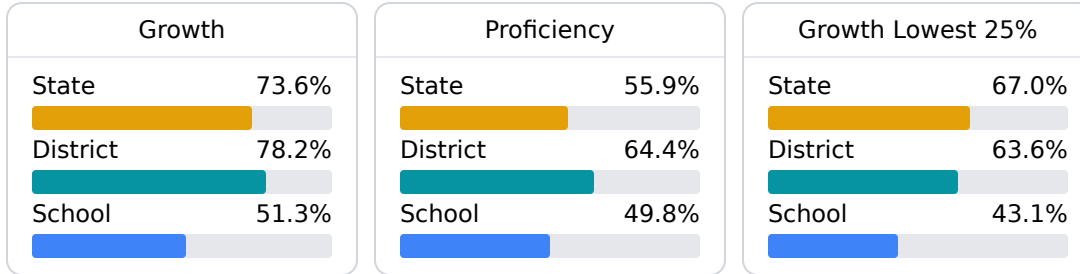 Growth
State 73.6%
District 78.2%
School 51.3%
Proficiency
State 55.9%
District 64.4%
School 49.8%
Growth Lowest 25%
State 67.0%
District 63.6%
School 43.1%